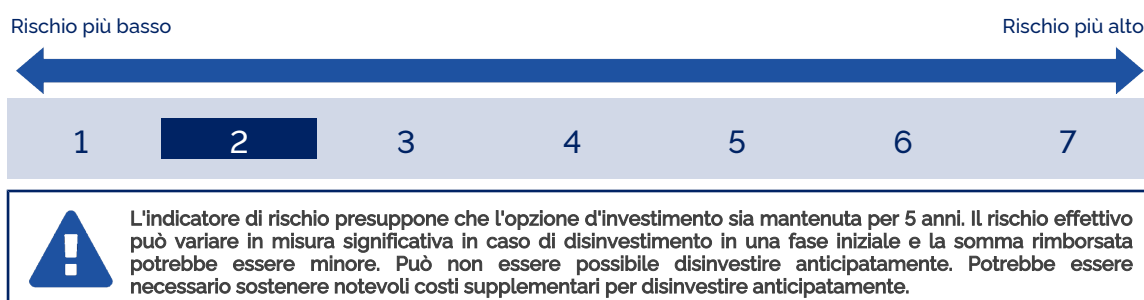 Rischio più basso Rischio più alto
1 2 3 4 5 6 7
L'indicatore di rischio presuppone che l'opzione d'investimento sia mantenuta per 5 anni. Il rischio effettivo
può variare in misura significativa in caso di disinvestimento in una fase iniziale e la somma rimborsata
potrebbe essere minore. Può non essere possibile disinvestire anticipatamente. Potrebbe essere
necessario sostenere notevoli costi supplementari per disinvestire anticipatamente.